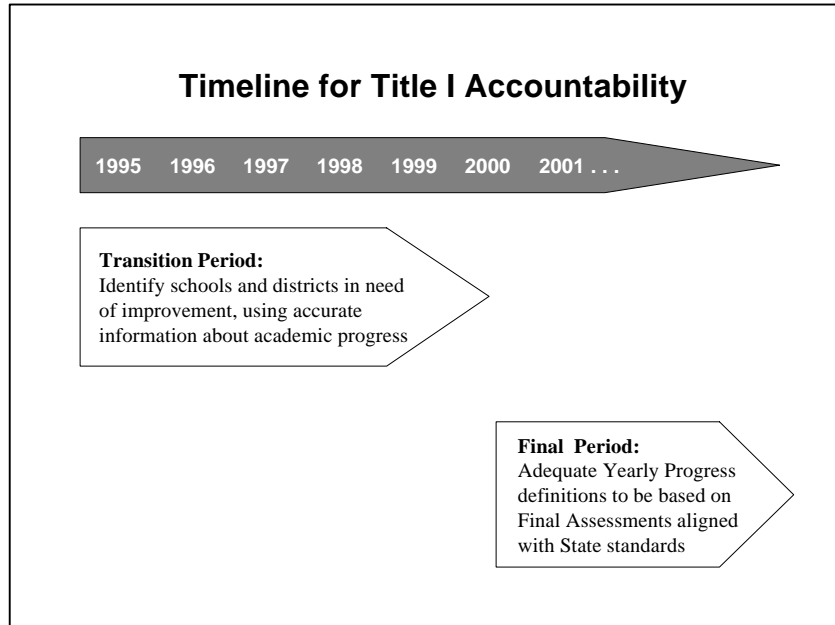 Timeline for Title I Accountability
1995 1996 1997 1998 1999 2000 2001 . . .
Transition Period:
Identify schools and districts in need
of improvement, using accurate
information about academic progress
Final Period:
Adequate Yearly Progress
definitions to be based on
Final Assessments aligned
with State standards